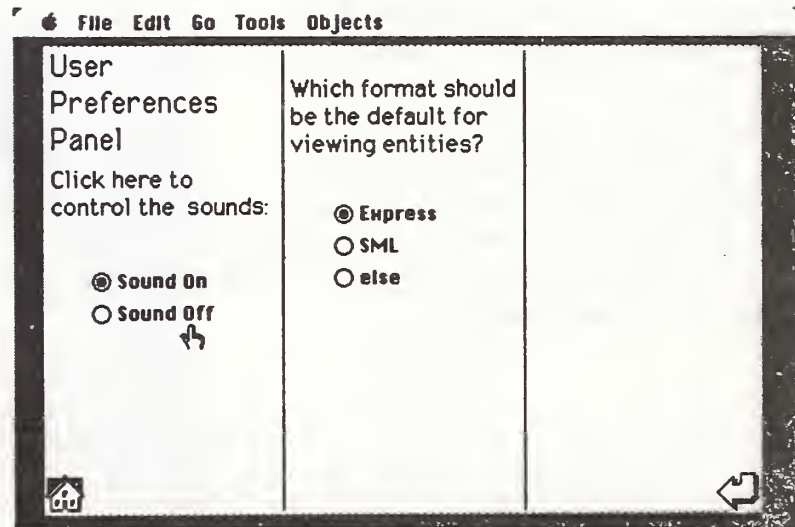 File Edit Go Tools Objects
User
Preferences
Panel
Click here to
control the sounds:
Sound On
Sound Off
Which format should
be the default for
viewing entities?
Express
SML
else